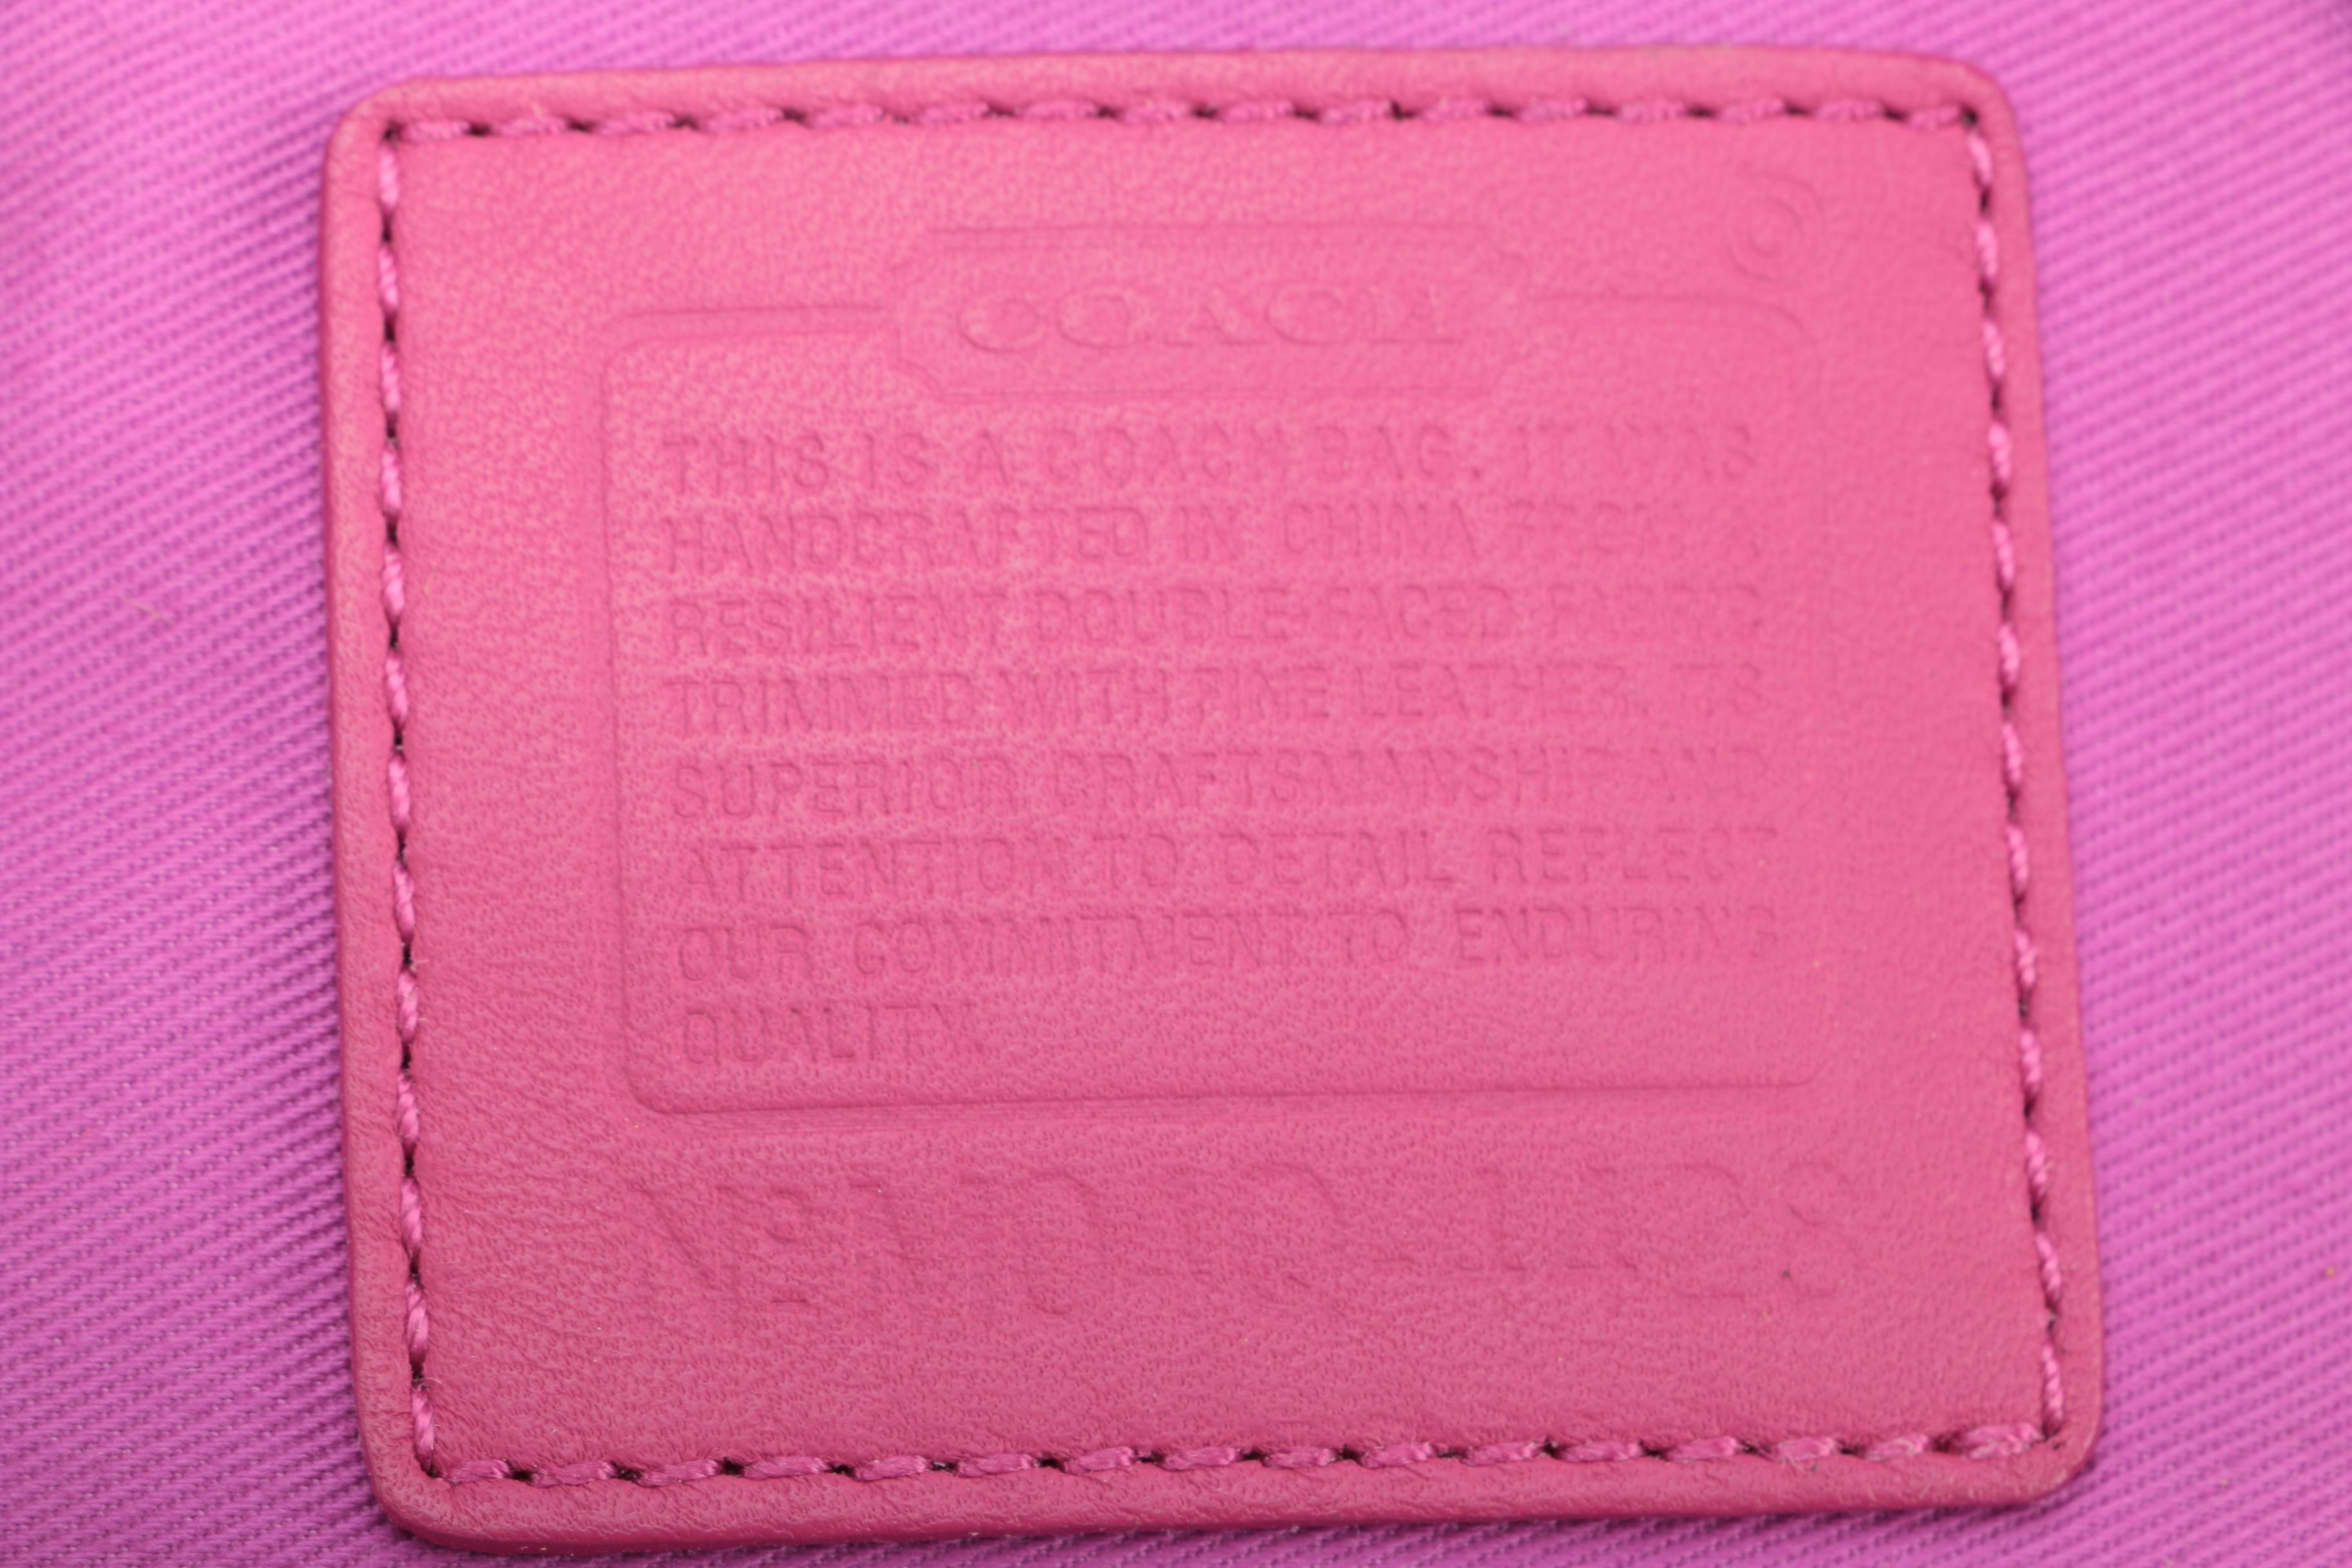 COACH
THIS IS A COACH BAG. IT WAS
HANDCRAFTED IN CHINA FROM A
RESILIENT DOUBLE-FACED FABRIC
TRIMMED WITH FINE LEATHER. ITS
SUPERIOR CRAFTSMANSHIP AND
ATTENTION TO DETAIL REFLECT
OUR COMMITMENT TO ENDURING
QUALITY.